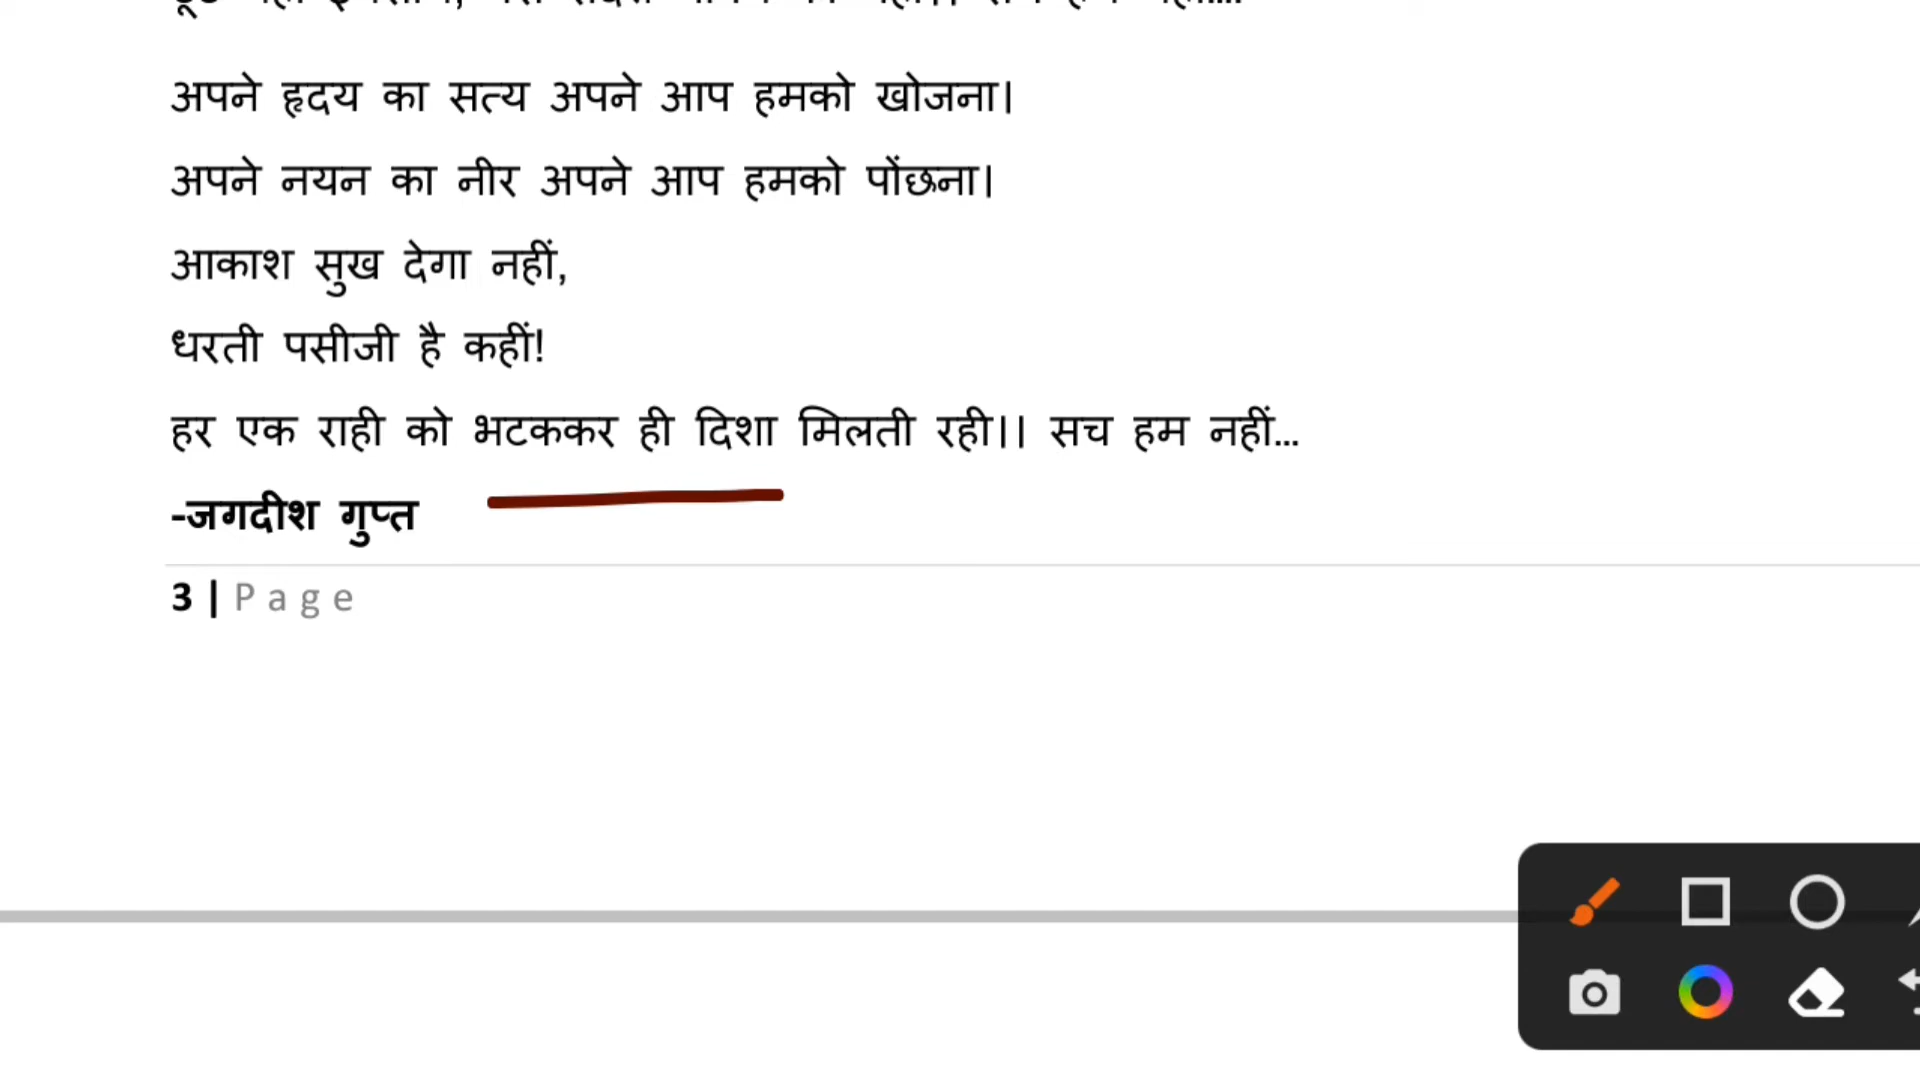 अपने हृदय का सत्य अपने आप हमको खोजना।
अपने नयन का नीर अपने आप हमको पोंछना।
आकाश सुख देगा नहीं,
धरती पसीजी है कहीं!
हर एक राही को भटककर ही दिशा मिलती रही।। सच हम नहीं...
-जगदीश गुप्त
3 | Page